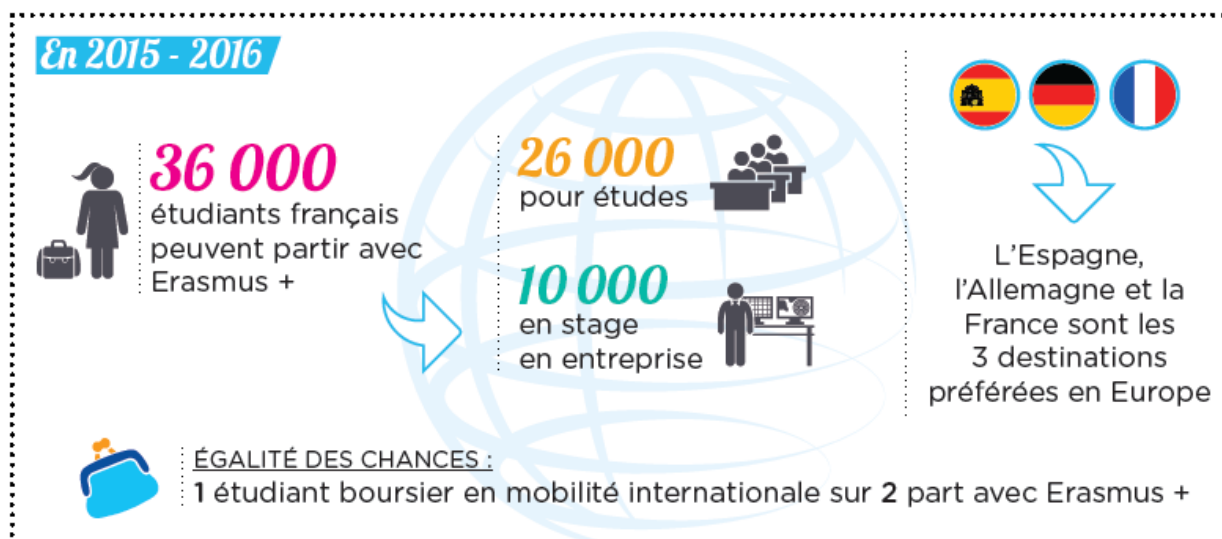 En 2015 - 2016
36 000
étudiants français
peuvent partir avec
Erasmus +
26 000
pour études
10 000
en stage
en entreprise
L'Espagne,
l'Allemagne et la
France sont les
3 destinations
préférées en Europe
ÉGALITÉ DES CHANCES :
1 étudiant boursier en mobilité internationale sur 2 part avec Erasmus +